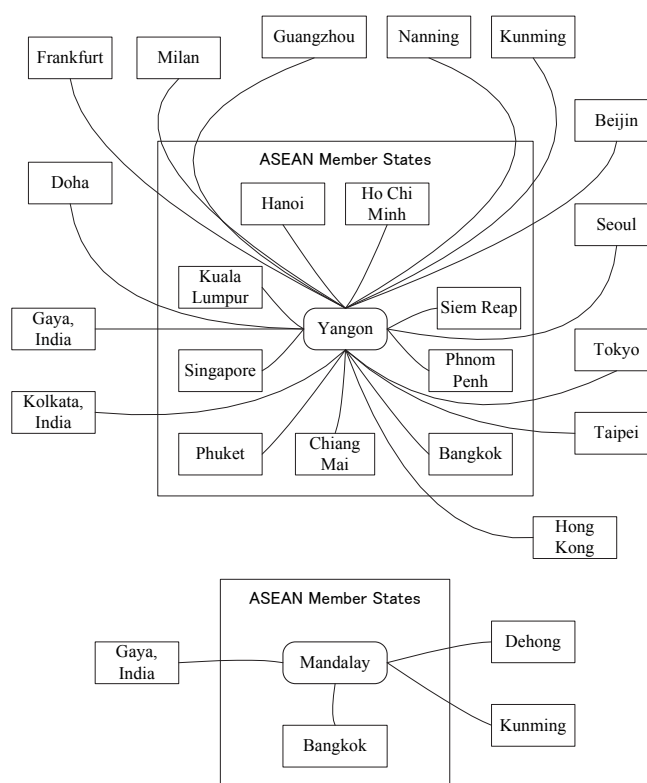 Guangzhou
Nanning
Kunming
Frankfurt
Milan
Beijin
ASEAN Member States
Doha
Hanoi
Ho Chi
Minh
Seoul
Kuala
Lumpur
Siem Reap
Gaya,
India
Yangon
Singapore
Phnom
Penh
Tokyo
Kolkata,
India
Phuket
Chiang
Mai
Bangkok
Taipei
Hong
Kong
ASEAN Member States
Gaya,
India
Mandalay
Dehong
Bangkok
Kunming